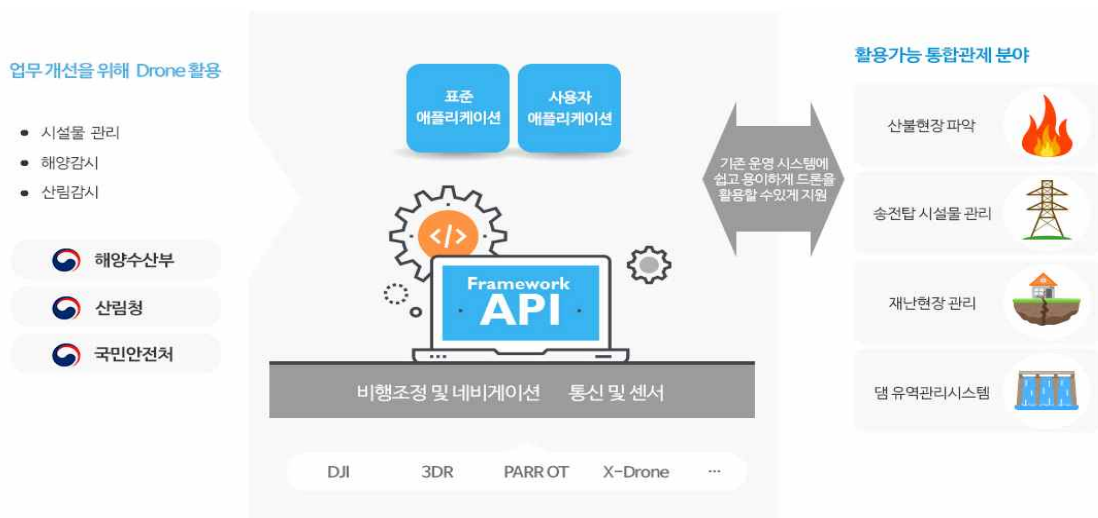 업무 개선을 위해 Drone 활용
• 시설물 관리
• 해양감시
• 산림감시
해양수산부
산림청
국민안전처
표준
애플리케이션
사용자
애플리케이션
</>
Framework
API
비행조정 및 네비게이션 통신 및 센서
DJI 3DR PARROT X-Drone ...
기존 운영 시스템에
쉽고 용이하게 드론을
활용할 수있게 지원
활용가능 통합관제 분야
산불현장 파악
송전탑 시설물 관리
재난현장 관리
댐 유역관리시스템